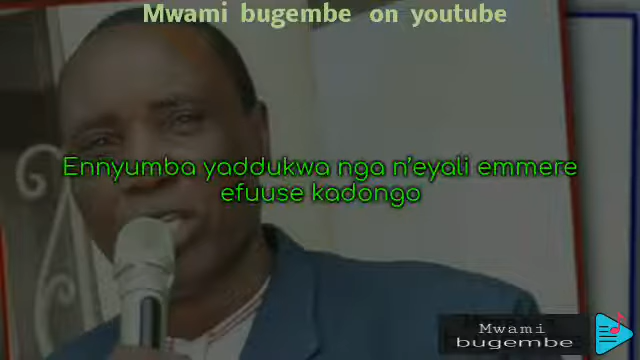 Mwami bugembe on youtube
Ennyumba yaddukwa nga n'eyali emmere
efuuse kadongo
Mwami
bugembe